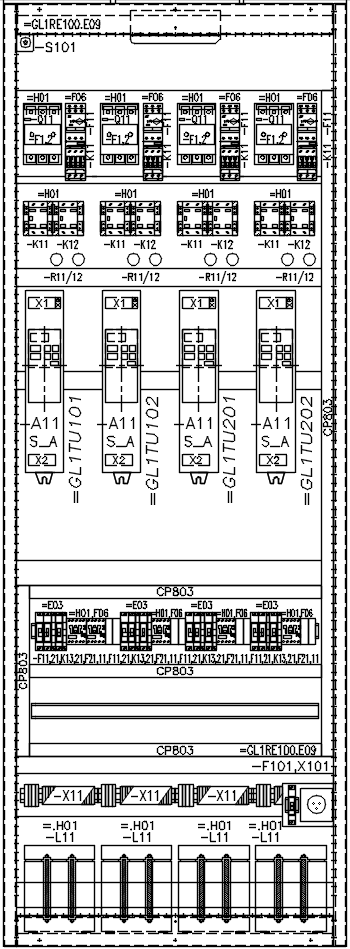 =GL1RE100.E09
-S101
=H01 =F06 =H01 =F06 =H01 =F06 =H01 =F06
-Q11 -Q11 -Q11 -Q11
-F11 -F11 -F11 -F11
F1,2 F1,2 F1,2 F1,2
-K11 -K11 -K11 -K11
=H01 =H01 =H01 =H01
-K11 -K12 -K11 -K12 -K11 -K12 -K11 -K12
-R11/12 -R11/12 -R11/12 -R11/12
X1 X1 X1 X1
=GL1TU101 =GL1TU102 =GL1TU201 =GL1TU202
CP803
-A11 -A11 -A11 -A11
S_A S_A S_A S_A
X2 X2 X2 X2
CP803
=E03 =E03 =E03 =E03
=H01,F06 =H01,F06 =H01,F06 =H01,F06
-F11,21,K13,21,F21,11,F11,21,K13,21,F21,11,F11,21,K13,21,F21,11,F11,21,K13,21,F21,11
CP803
CP803
CP803 =GL1RE100.E09
-F101,X101
-X11 -X11 -X11
=.H01 =.H01 =.H01 =.H01
-L11 -L11 -L11 -L11